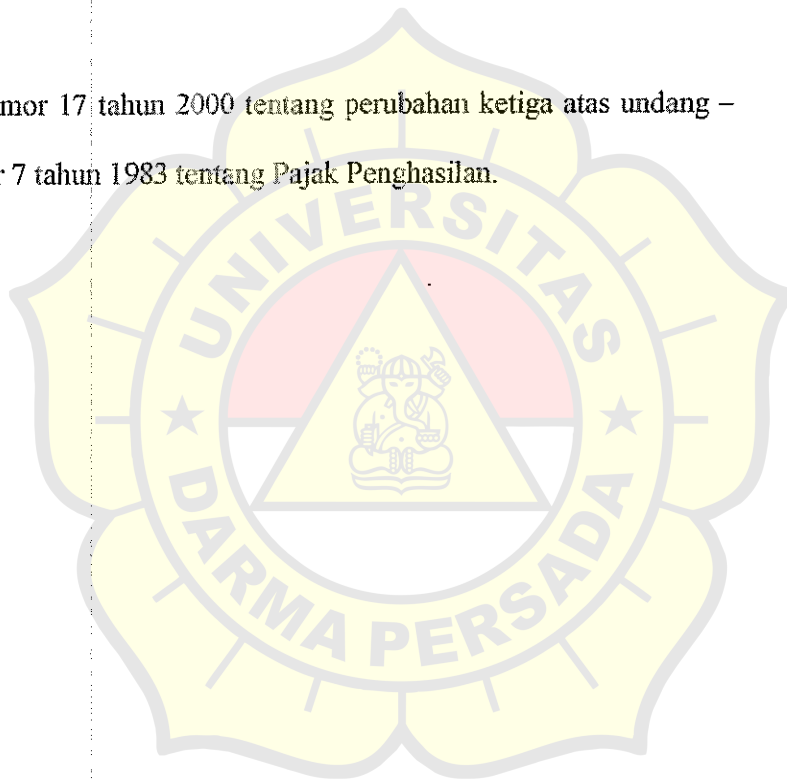 mor 17 tahun 2000 tentang perubahan ketiga atas undang –
r 7 tahun 1983 tentang Pajak Penghasilan.
UNIVERSITAS
DARMA PERSADA